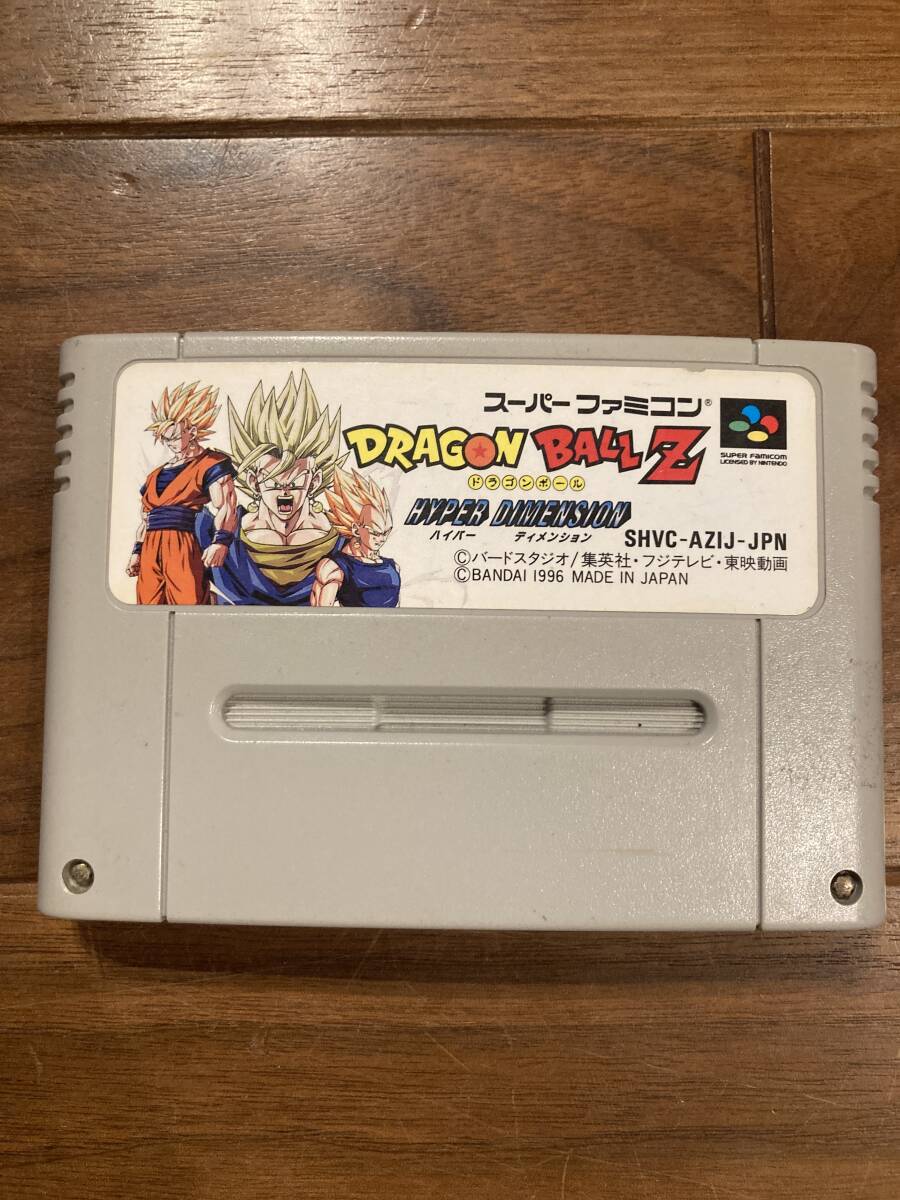 スーパーファミコン®
DRAGON BALL Z
ドラゴンボール
HYPER DIMENSION
ハイパー ディメンション
SUPER FAMICOM
LICENSED BY NINTENDO
SHVC-AZIJ-JPN
©バードスタジオ/集英社・フジテレビ・東映動画
©BANDAI 1996 MADE IN JAPAN